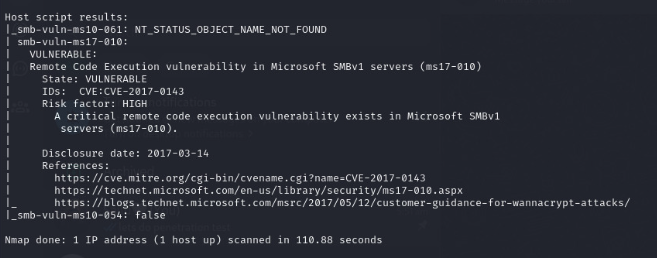 Host script results:
|_smb-vuln-ms10-061: NT_STATUS_OBJECT_NAME_NOT_FOUND
| smb-vuln-ms17-010:
|   VULNERABLE:
|   Remote Code Execution vulnerability in Microsoft SMBv1 servers (ms17-010)
|     State: VULNERABLE
|     IDs:  CVE:CVE-2017-0143
|     Risk factor: HIGH
|       A critical remote code execution vulnerability exists in Microsoft SMBv1
|        servers (ms17-010).
|
|     Disclosure date: 2017-03-14
|     References:
|       https://cve.mitre.org/cgi-bin/cvename.cgi?name=CVE-2017-0143
|       https://technet.microsoft.com/en-us/library/security/ms17-010.aspx
|_      https://blogs.technet.microsoft.com/msrc/2017/05/12/customer-guidance-for-wannacrypt-attacks/
|_smb-vuln-ms10-054: false
Nmap done: 1 IP address (1 host up) scanned in 110.88 seconds